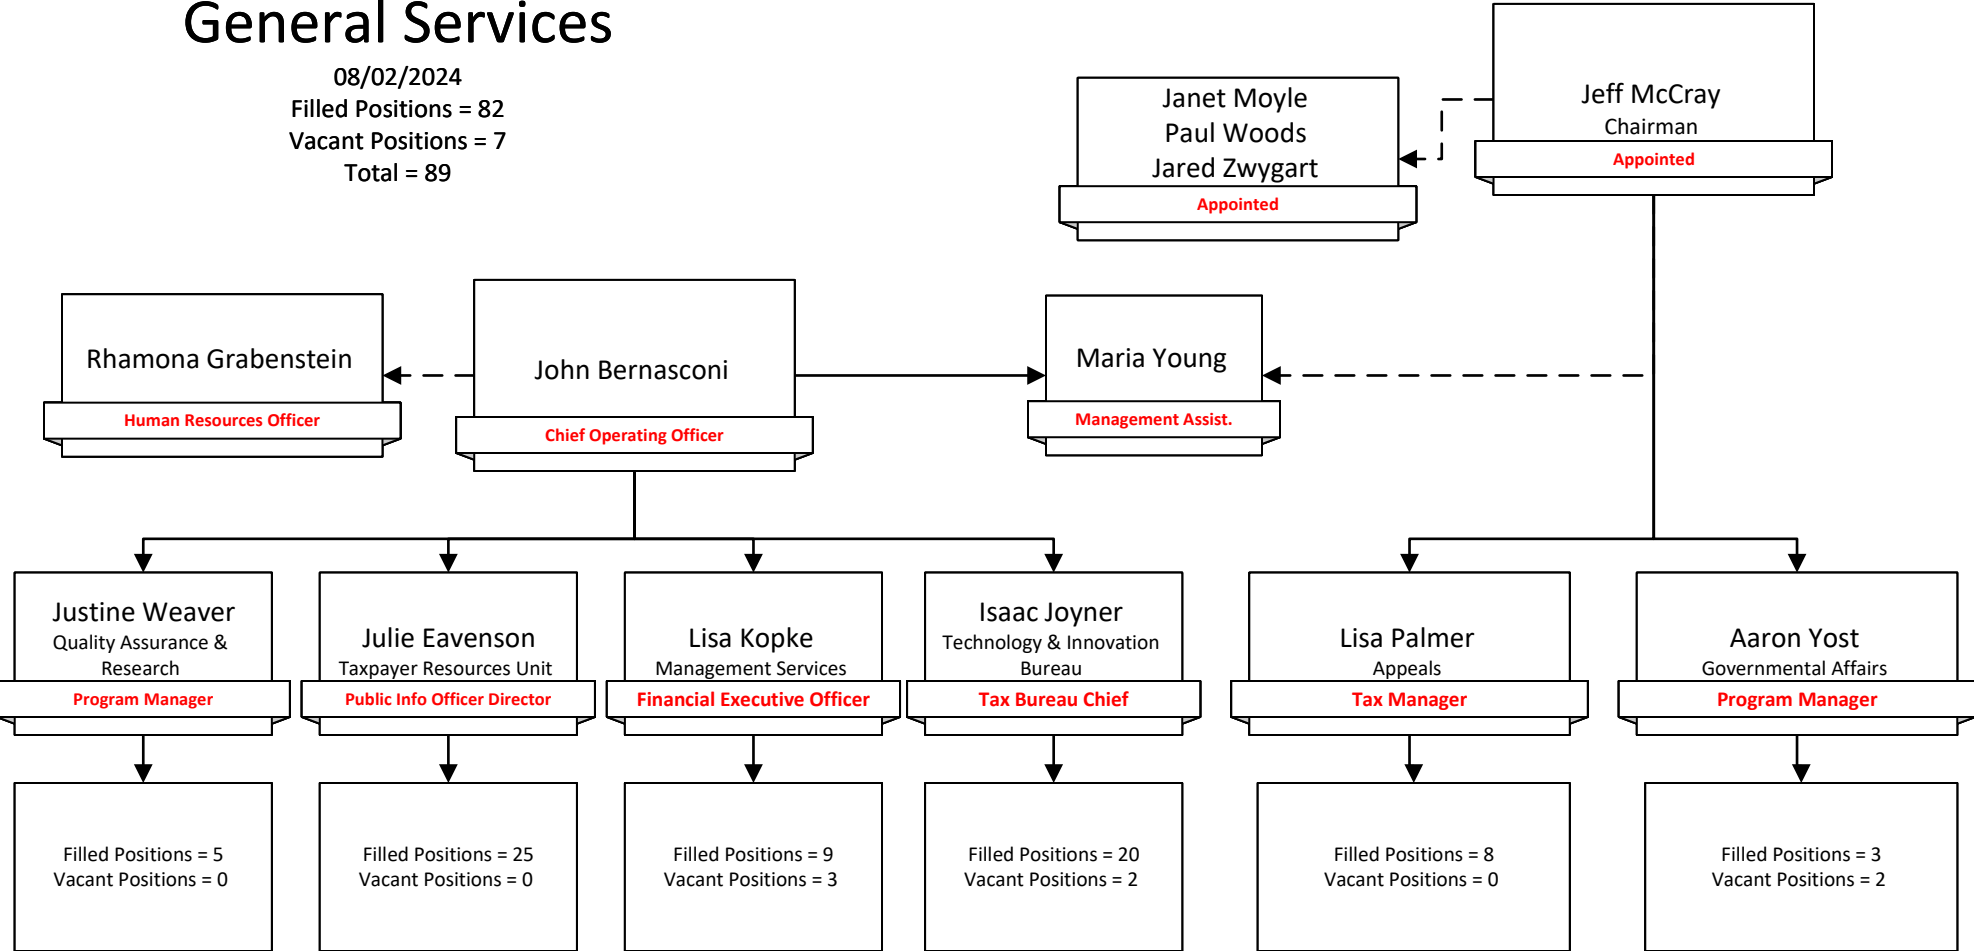 General Services
08/02/2024
Filled Positions = 82
Vacant Positions = 7
Total = 89
Jeff McCray
Chairman
Appointed
Janet Moyle
Paul Woods
Jared Zwygart
Appointed
Rhamona Grabenstein
Human Resources Officer
John Bernasconi
Chief Operating Officer
Maria Young
Management Assist.
Justine Weaver
Quality Assurance &
Research
Program Manager
Julie Eavenson
Taxpayer Resources Unit
Public Info Officer Director
Lisa Kopke
Management Services
Financial Executive Officer
Isaac Joyner
Technology & Innovation
Bureau
Tax Bureau Chief
Lisa Palmer
Appeals
Tax Manager
Aaron Yost
Governmental Affairs
Program Manager
Filled Positions = 5
Vacant Positions = 0
Filled Positions = 25
Vacant Positions = 0
Filled Positions = 9
Vacant Positions = 3
Filled Positions = 20
Vacant Positions = 2
Filled Positions = 8
Vacant Positions = 0
Filled Positions = 3
Vacant Positions = 2